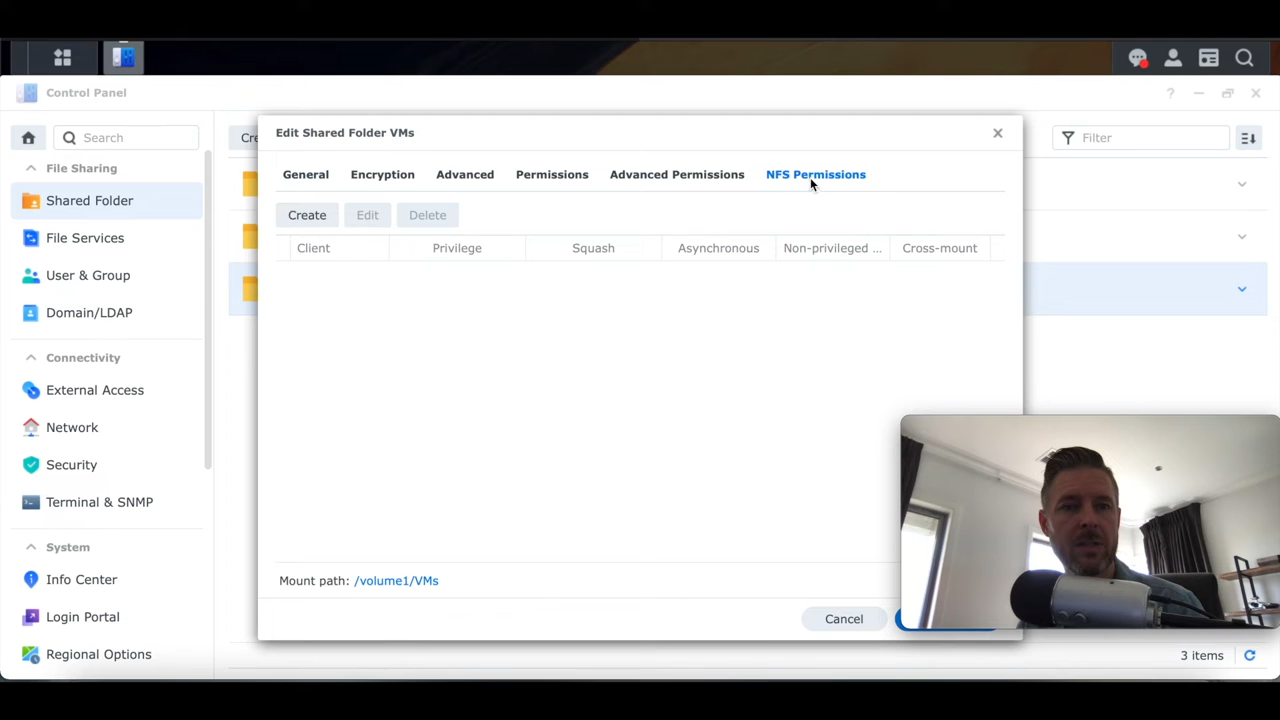 Control Panel
?
Search
Cre
Filter
File Sharing
Shared Folder
File Services
User & Group
Domain/LDAP
Connectivity
External Access
Network
Security
Terminal & SNMP
System
Info Center
Login Portal
Regional Options
Edit Shared Folder VMs
General Encryption Advanced Permissions Advanced Permissions NFS Permissions
Create Edit Delete
Client Privilege Squash Asynchronous Non-privileged ... Cross-mount
Mount path: /volume1/VMs
Cancel
3 items